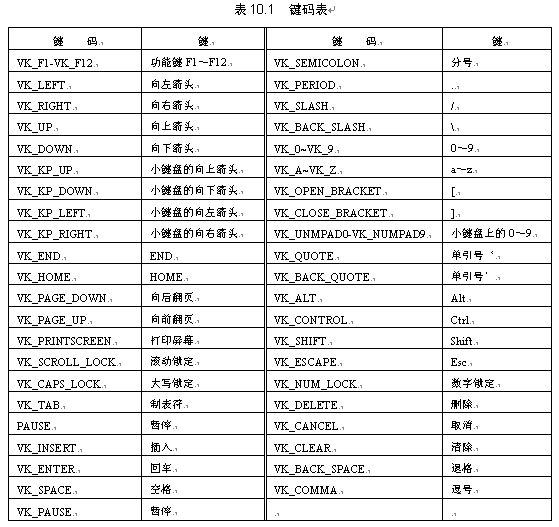 表 10.1 键码表
键 码 键 键 码 键
VK_F1-VK_F12 功能键 F1~F12 VK_SEMICOLON 分号
VK_LEFT 向左箭头 VK_PERIOD ..
VK_RIGHT 向右箭头 VK_SLASH /
VK_UP 向上箭头 VK_BACK_SLASH \
VK_DOWN 向下箭头 VK_0~VK_9 0~9
VK_KP_UP 小键盘的向上箭头 VK_A~VK_Z a~z
VK_KP_DOWN 小键盘的向下箭头 VK_OPEN_BRACKET [
VK_KP_LEFT 小键盘的向左箭头 VK_CLOSE_BRACKET ]
VK_KP_RIGHT 小键盘的向右箭头 VK_UNMPAD0-VK_NUMPAD9 小键盘上的 0~9
VK_END END VK_QUOTE 单引号‘
VK_HOME HOME VK_BACK_QUOTE 单引号’
VK_PAGE_DOWN 向后翻页 VK_ALT Alt
VK_PAGE_UP 向前翻页 VK_CONTROL Ctrl
VK_PRINTSCREEN 打印屏幕 VK_SHIFT Shift
VK_SCROLL_LOCK 滚动锁定 VK_ESCAPE Esc
VK_CAPS_LOCK 大写锁定 VK_NUM_LOCK 数字锁定
VK_TAB 制表符 VK_DELETE 删除
PAUSE 暂停 VK_CANCEL 取消
VK_INSERT 插入 VK_CLEAR 清除
VK_ENTER 回车 VK_BACK_SPACE 退格
VK_SPACE 空格 VK_COMMA 逗号
VK_PAUSE 暂停